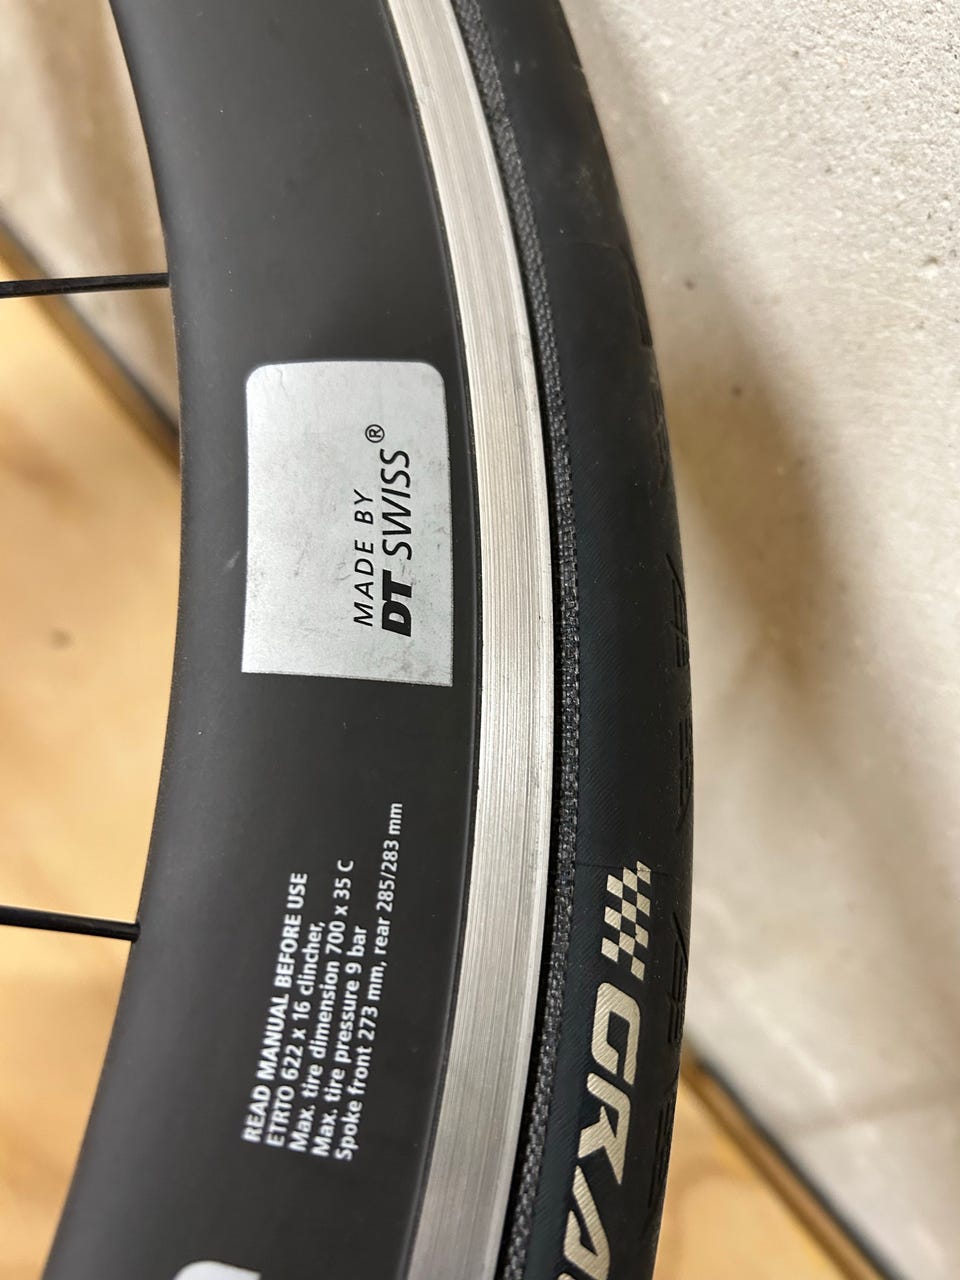 MADE BY
DT SWISS®
READ MANUAL BEFORE USE
ETRTO 622 x 16 clincher,
Max. tire dimension 700 x 35 C
Max. tire pressure 9 bar
Spoke front 273 mm, rear 285/283 mm